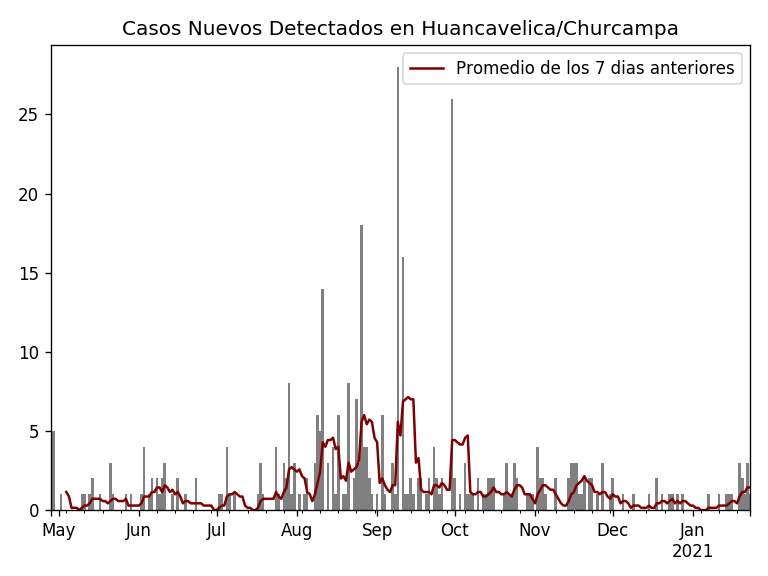 Casos Nuevos Detectados en Huancavelica/Churcampa
Promedio de los 7 dias anteriores
25
20
15
10
5
0
May Jun Jul Aug Sep Oct Nov Dec Jan
2021